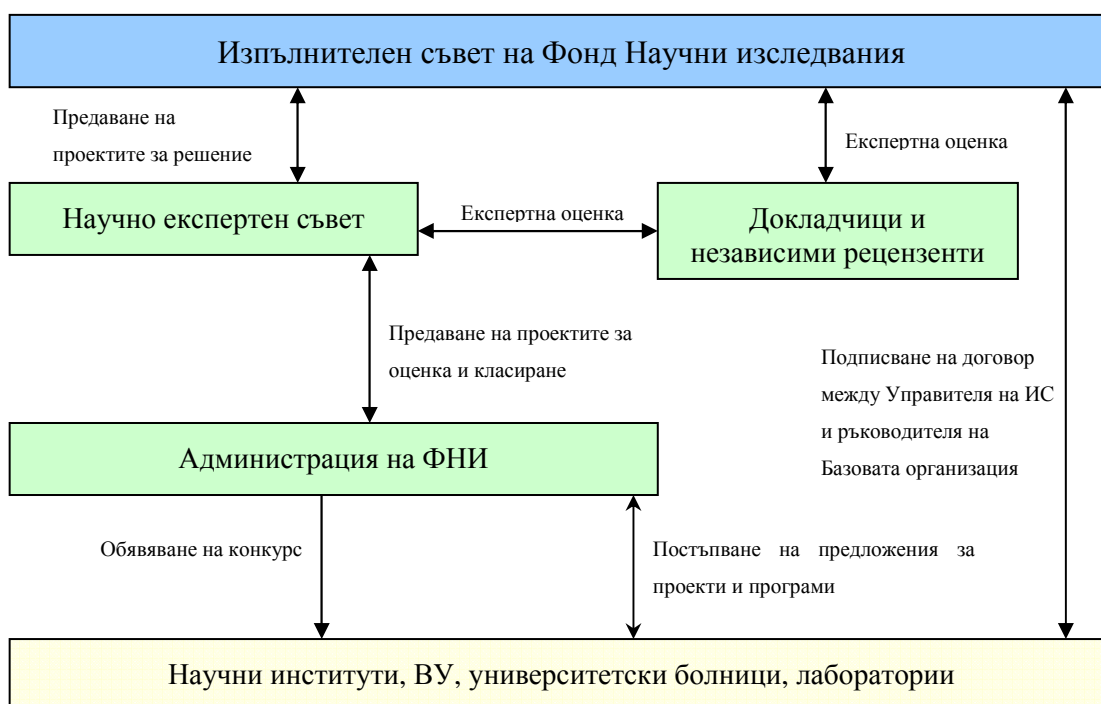 Изпълнителен съвет на Фонд Научни изследвания
Предаване на
проектите за решение
Експертна оценка
Научно експертен съвет
Експертна оценка
Докладчици и
независими рецензенти
Предаване на проектите за
оценка и класиране
Подписване на договор
между Управителя на ИС
и ръководителя на
Базовата организация
Администрация на ФНИ
Обявяване на конкурс
Постъпване на предложения за
проекти и програми
Научни институти, ВУ, университетски болници, лаборатории